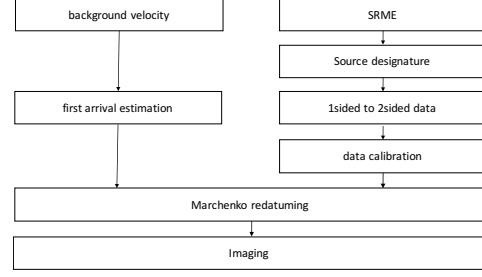 background velocity
SRME
Source designature
first arrival estimation
1sided to 2sided data
data calibration
Marchenko redatuming
Imaging